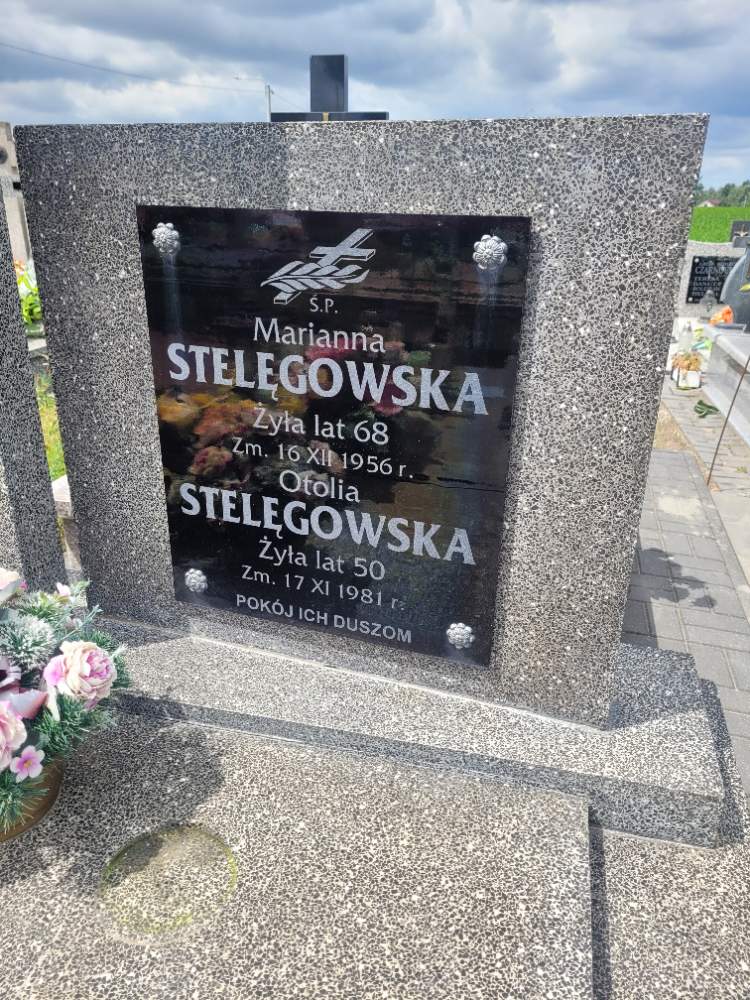 Ś.P.
Marianna
STELĘGOWSKA
Żyła lat 68
Zm. 16 XII 1956 r.
Otolia
STELĘGOWSKA
Żyła lat 50
Zm. 17 XI 1981 r.
POKÓJ ICH DUSZOM